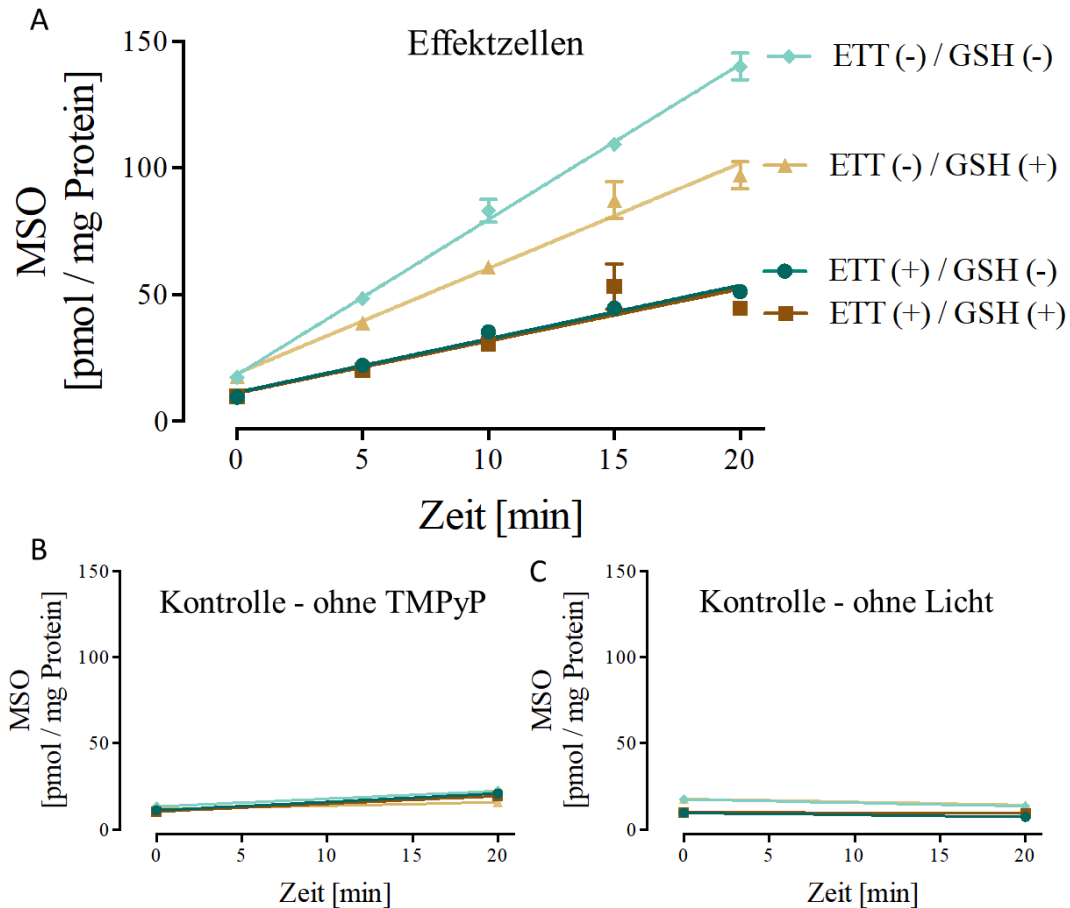 A
Effektzellen
MSO
[pmol / mg Protein]
150
100
50
0
0 5 10 15 20
Zeit [min]
ETT (-) / GSH (-)
ETT (-) / GSH (+)
ETT (+) / GSH (-)
ETT (+) / GSH (+)
B
Kontrolle - ohne TMPyP
MSO
[pmol / mg Protein]
150
100
50
0
0 5 10 15 20
Zeit [min]
C
Kontrolle - ohne Licht
MSO
[pmol / mg Protein]
150
100
50
0
0 5 10 15 20
Zeit [min]